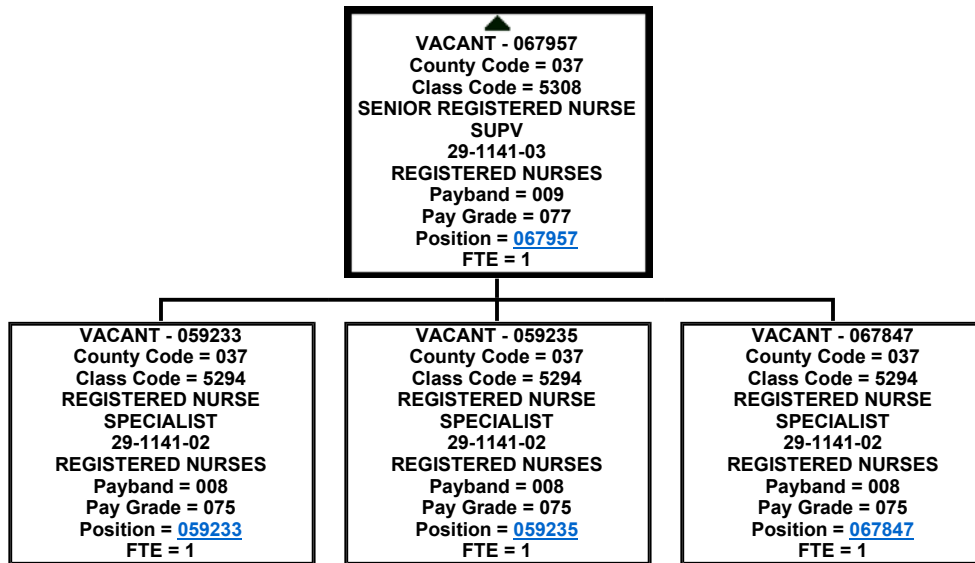 VACANT - 067957
County Code = 037
Class Code = 5308
SENIOR REGISTERED NURSE
SUPV
29-1141-03
REGISTERED NURSES
Payband = 009
Pay Grade = 077
Position = 067957
FTE = 1
VACANT - 059233
County Code = 037
Class Code = 5294
REGISTERED NURSE
SPECIALIST
29-1141-02
REGISTERED NURSES
Payband = 008
Pay Grade = 075
Position = 059233
FTE = 1
VACANT - 059235
County Code = 037
Class Code = 5294
REGISTERED NURSE
SPECIALIST
29-1141-02
REGISTERED NURSES
Payband = 008
Pay Grade = 075
Position = 059235
FTE = 1
VACANT - 067847
County Code = 037
Class Code = 5294
REGISTERED NURSE
SPECIALIST
29-1141-02
REGISTERED NURSES
Payband = 008
Pay Grade = 075
Position = 067847
FTE = 1